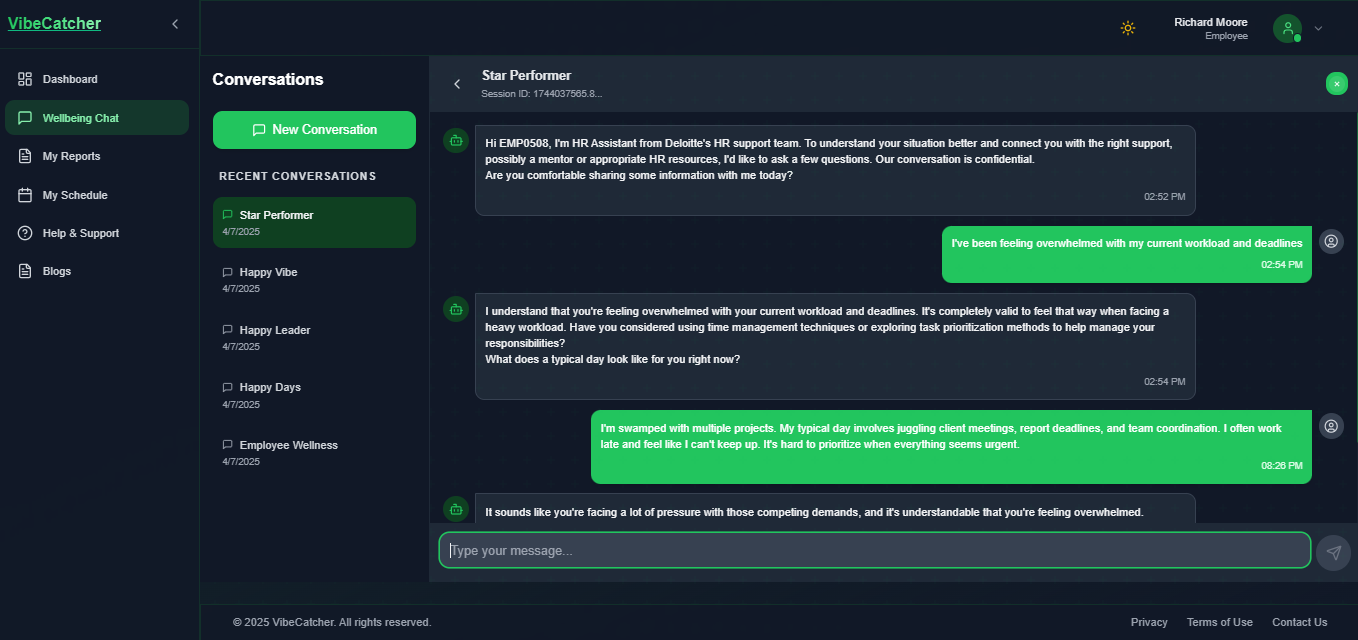 VibeCatcher
Dashboard
Wellbeing Chat
My Reports
My Schedule
Help & Support
Blogs
Richard Moore
Employee
Conversations
New Conversation
RECENT CONVERSATIONS
Star Performer
4/7/2025
Happy Vibe
4/7/2025
Happy Leader
4/7/2025
Happy Days
4/7/2025
Employee Wellness
4/7/2025
Star Performer
Session ID: 1744037565.8...
Hi EMP0508, I'm HR Assistant from Deloitte's HR support team. To understand your situation better and connect you with the right support,
possibly a mentor or appropriate HR resources, I'd like to ask a few questions. Our conversation is confidential.
Are you comfortable sharing some information with me today?
02:52 PM
I've been feeling overwhelmed with my current workload and deadlines
02:54 PM
I understand that you're feeling overwhelmed with your current workload and deadlines. It's completely valid to feel that way when facing a
heavy workload. Have you considered using time management techniques or exploring task prioritization methods to help manage your
responsibilities?
What does a typical day look like for you right now?
02:54 PM
I'm swamped with multiple projects. My typical day involves juggling client meetings, report deadlines, and team coordination. I often work
late and feel like I can't keep up. It's hard to prioritize when everything seems urgent.
08:26 PM
It sounds like you're facing a lot of pressure with those competing demands, and it's understandable that you're feeling overwhelmed.
Type your message...
© 2025 VibeCatcher. All rights reserved.
Privacy
Terms of Use
Contact Us